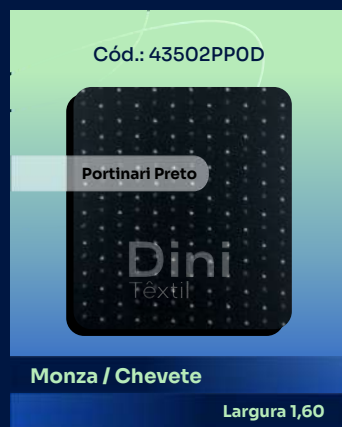 Cód.: 43502PP0D
Portinari Preto
Dini
Têxtil
Monza / Chevete
Largura 1,60